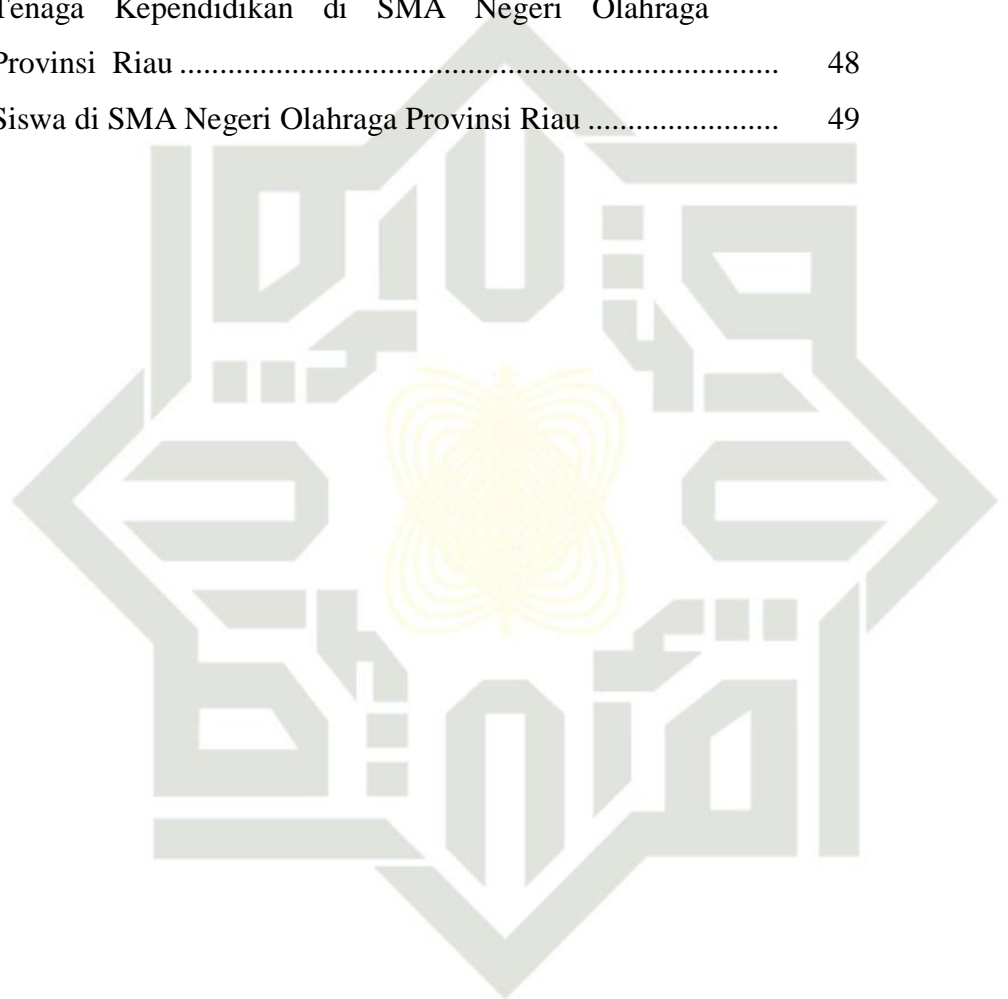 Tenaga Kependidikan di SMA Negeri Olahraga
Provinsi Riau ........................................................................... 48
Siswa di SMA Negeri Olahraga Provinsi Riau ........................ 49